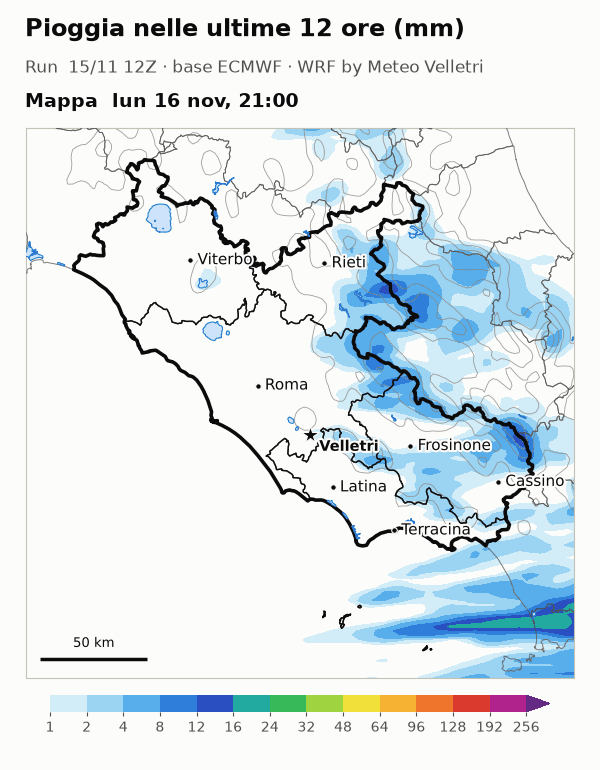 Pioggia nelle ultime 12 ore (mm)
Run  15/11 12Z · base ECMWF · WRF by Meteo Velletri
Mappa  lun 16 nov, 21:00
Viterbo
Rieti
Roma
Velletri
Frosinone
Latina
Cassino
Terracina
50 km
1 2 4 8 12 16 24 32 48 64 96 128 192 256